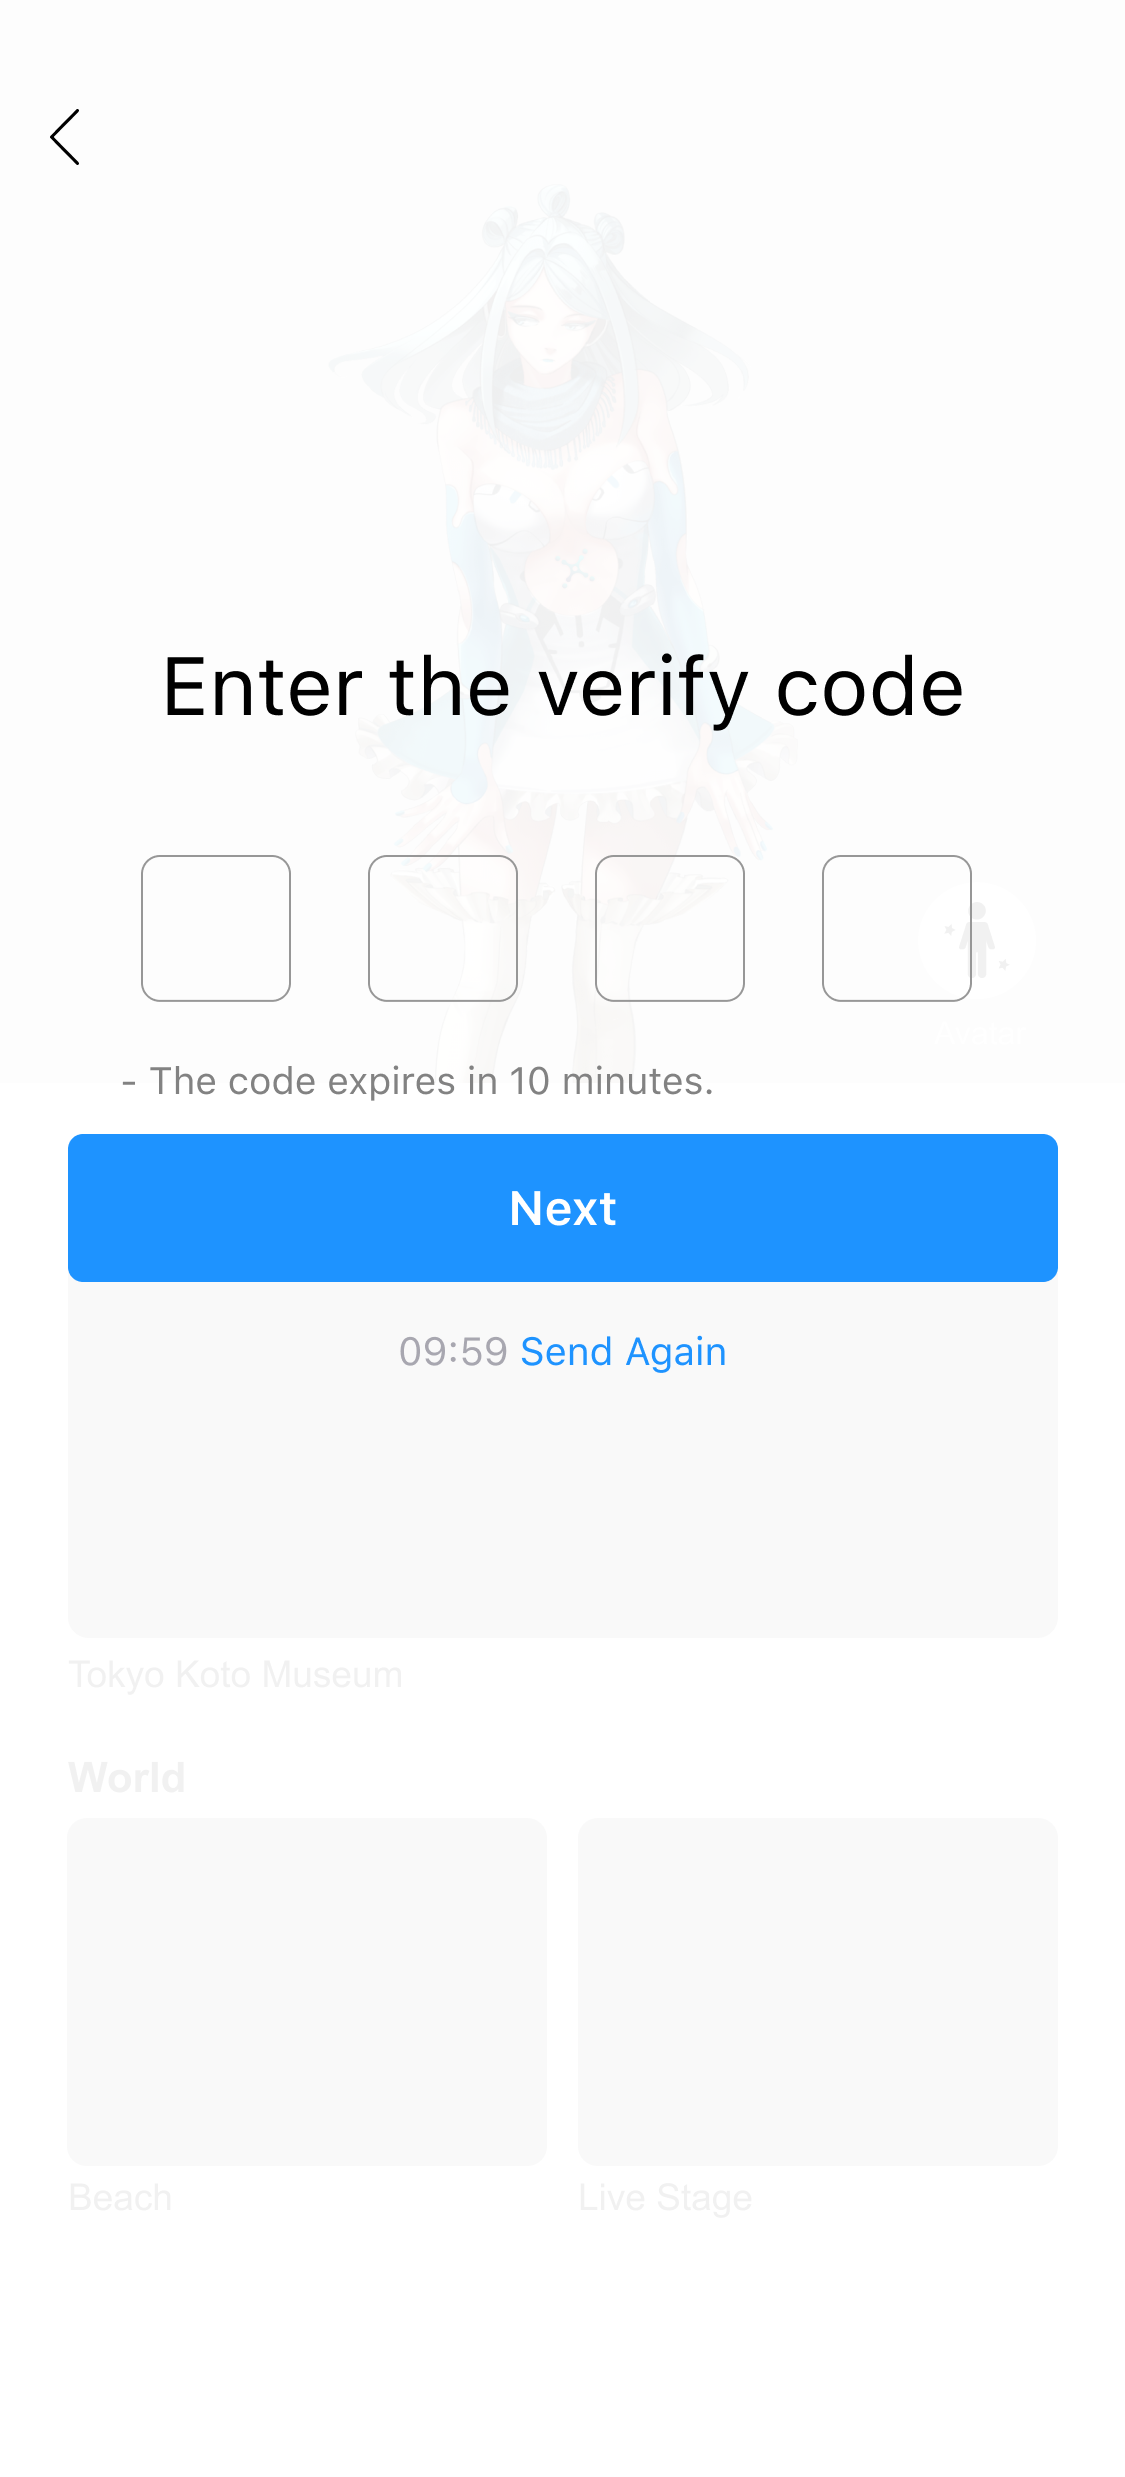 Enter the verify code
Avatar
- The code expires in 10 minutes.
Next
09:59 Send Again
Tokyo Koto Museum
World
Beach
Live Stage